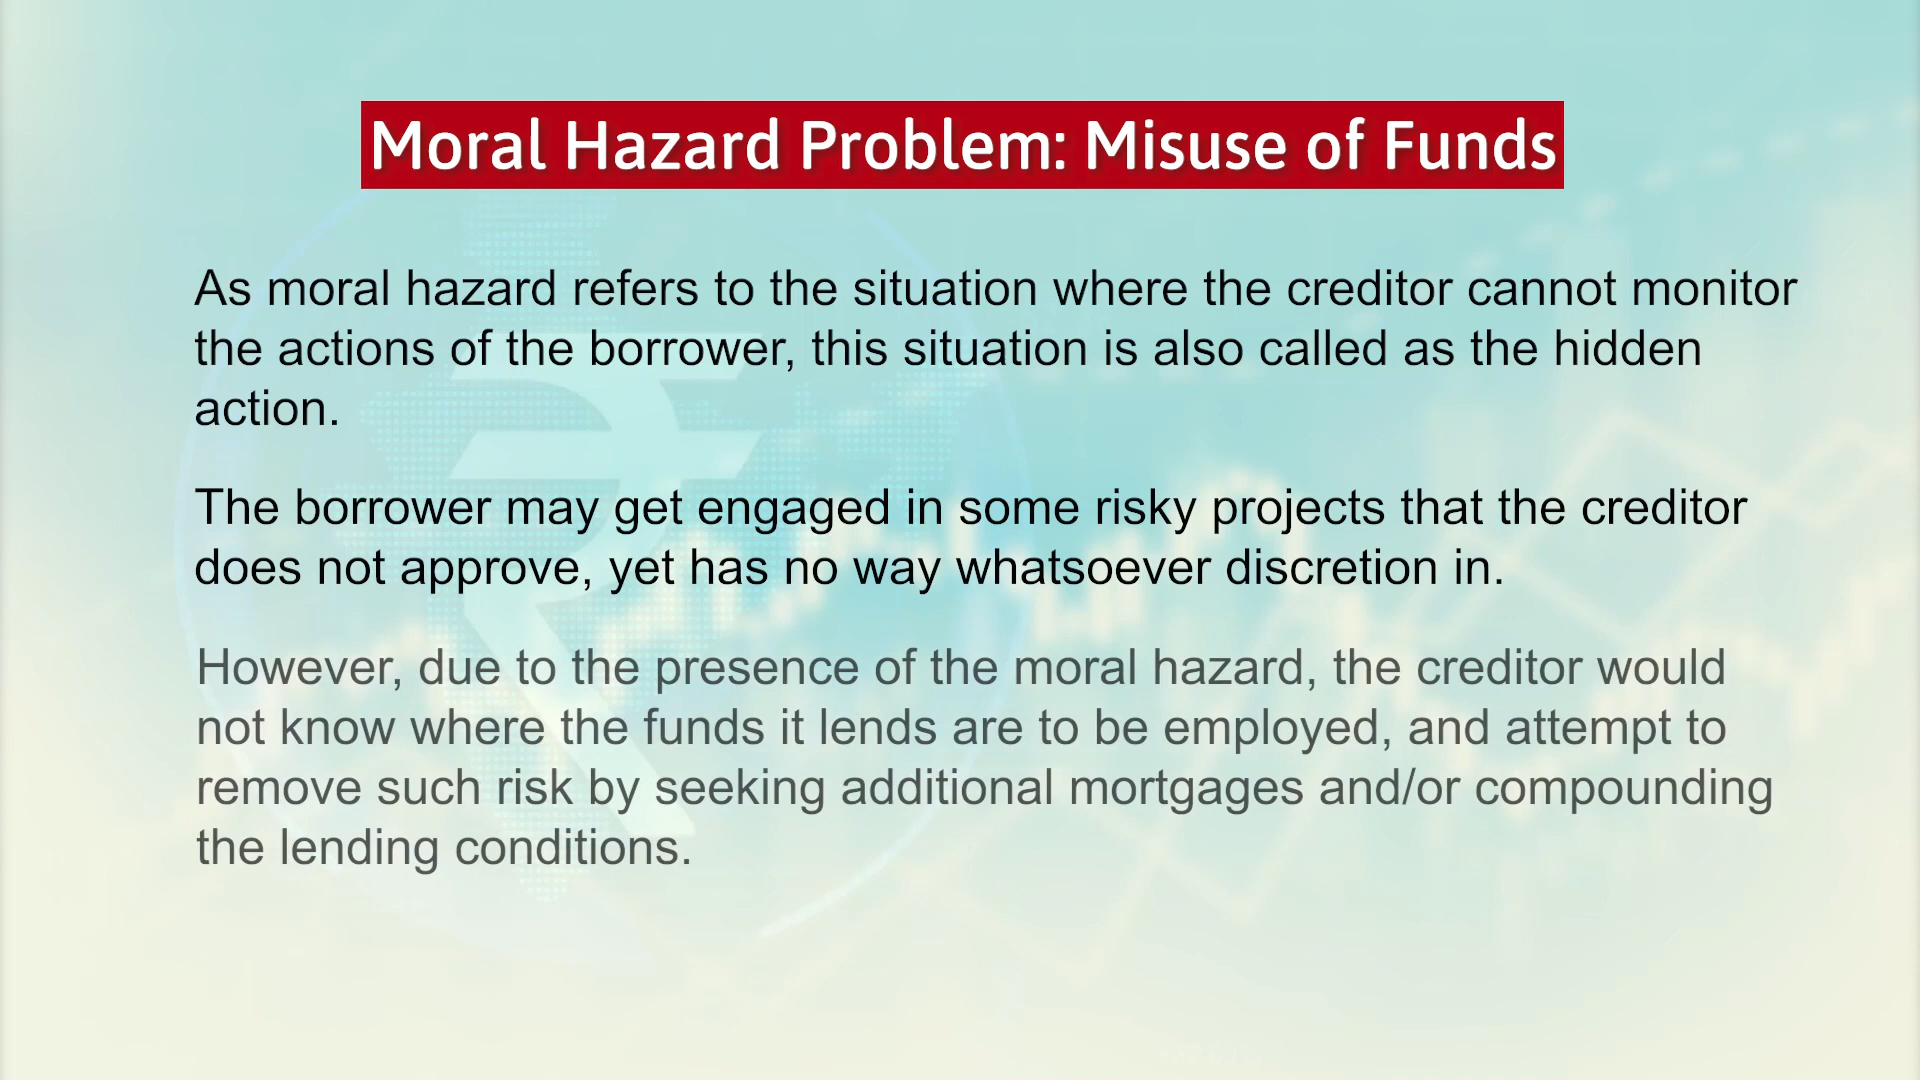 Moral Hazard Problem: Misuse of Funds
As moral hazard refers to the situation where the creditor cannot monitor
the actions of the borrower, this situation is also called as the hidden
action.
The borrower may get engaged in some risky projects that the creditor
does not approve, yet has no way whatsoever discretion in.
However, due to the presence of the moral hazard, the creditor would
not know where the funds it lends are to be employed, and attempt to
remove such risk by seeking additional mortgages and/or compounding
the lending conditions.